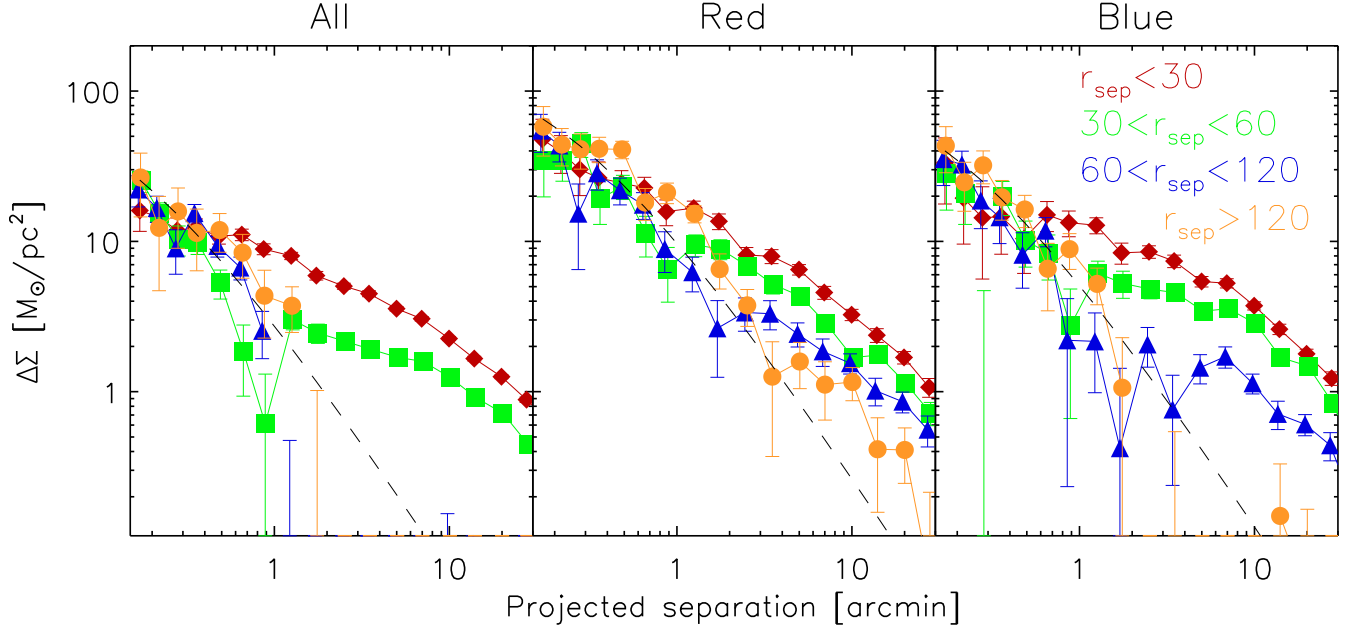 All Red Blue
r_sep<30
30<r_sep<60
60<r_sep<120
r_sep>120
100
10
1
ΔΣ [M⊙/pc²]
1 10 1 10 1 10
Projected separation [arcmin]